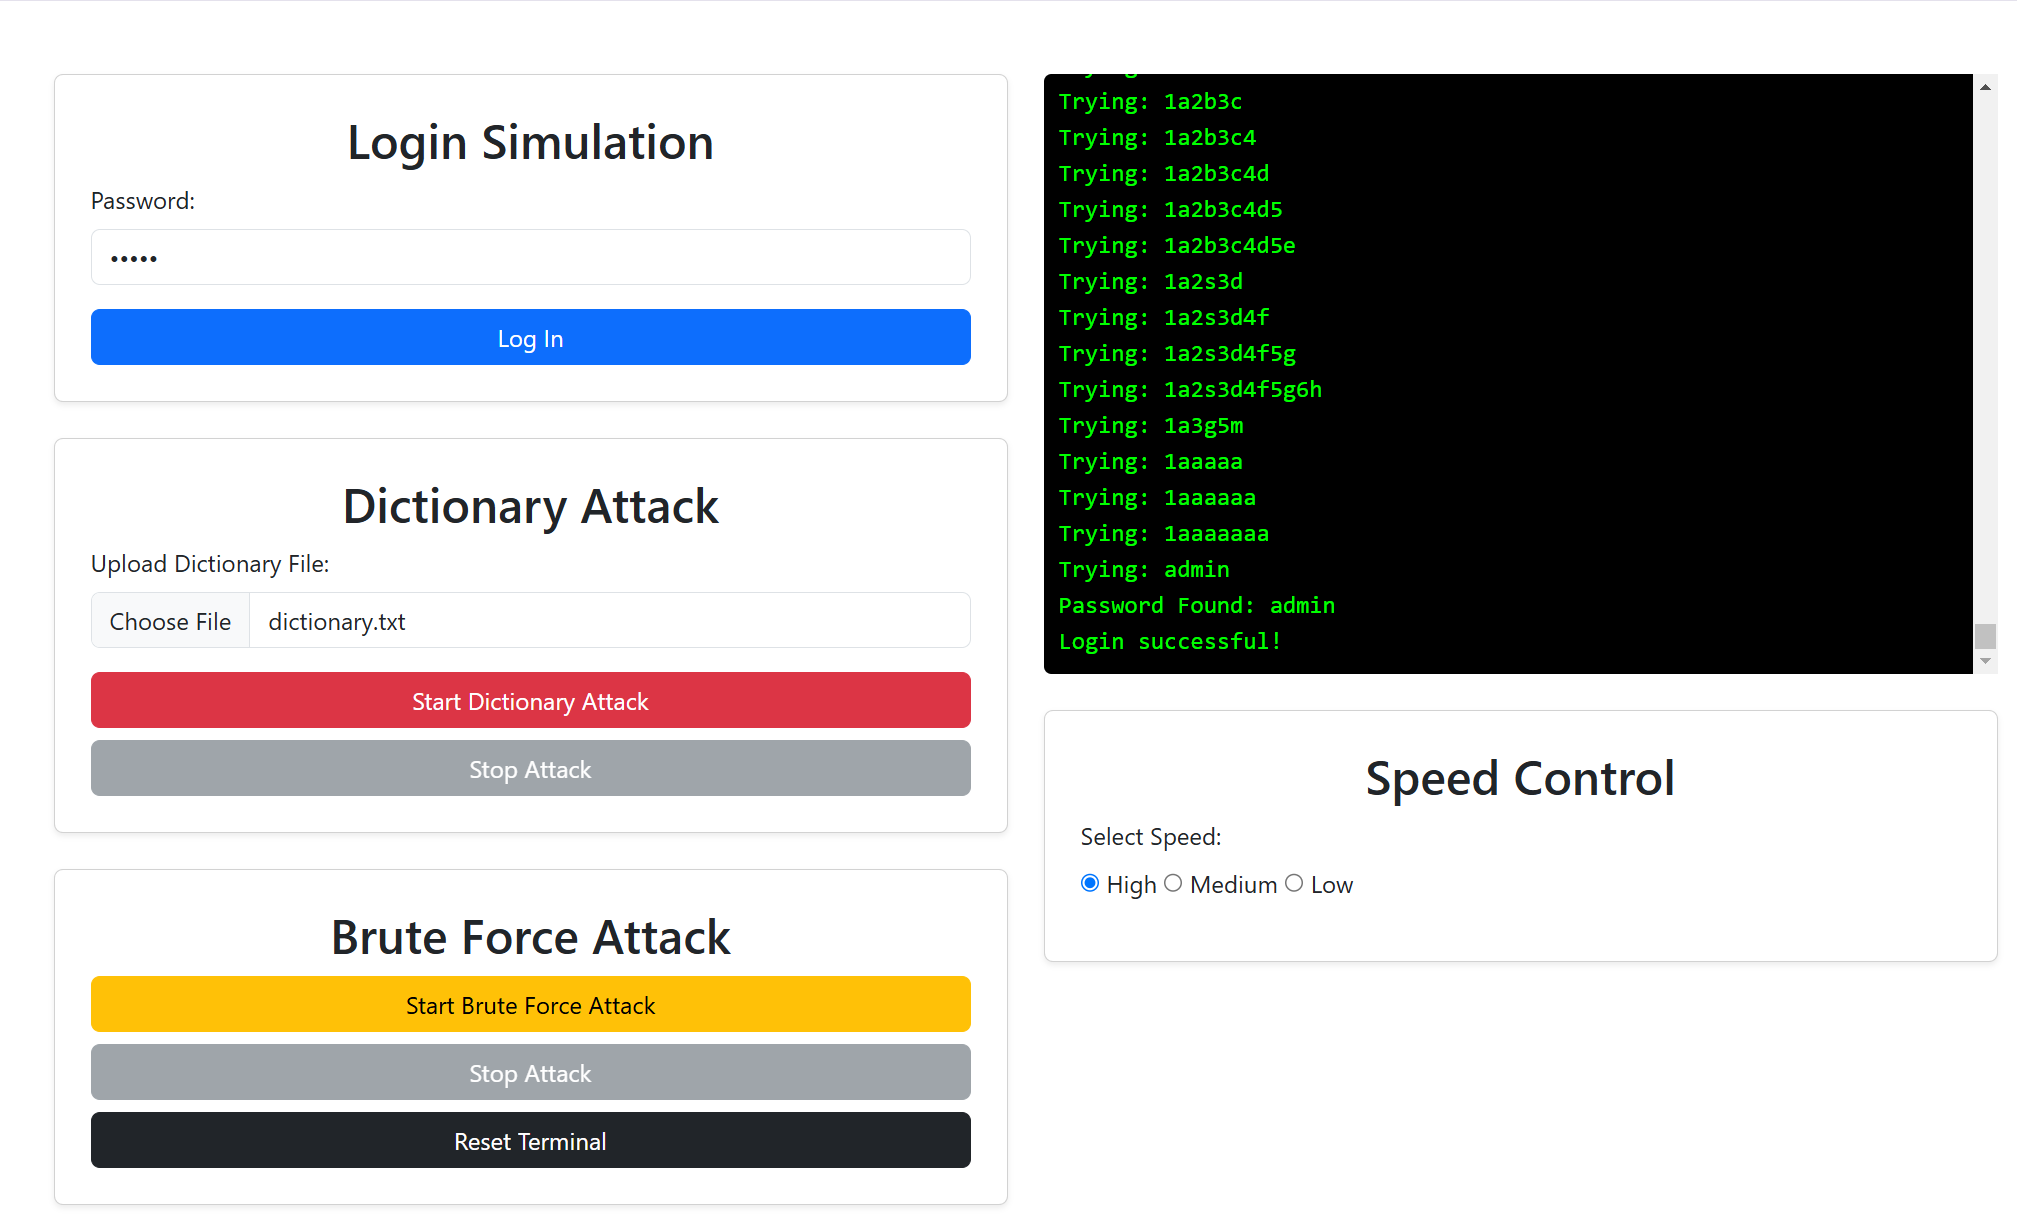 Login Simulation
Password:
•••••
Log In
Dictionary Attack
Upload Dictionary File:
Choose File dictionary.txt
Start Dictionary Attack
Stop Attack
Brute Force Attack
Start Brute Force Attack
Stop Attack
Reset Terminal
Trying: 1a2b3c
Trying: 1a2b3c4
Trying: 1a2b3c4d
Trying: 1a2b3c4d5
Trying: 1a2b3c4d5e
Trying: 1a2s3d
Trying: 1a2s3d4f
Trying: 1a2s3d4f5g
Trying: 1a2s3d4f5g6h
Trying: 1a3g5m
Trying: 1aaaaa
Trying: 1aaaaaa
Trying: 1aaaaaaa
Trying: admin
Password Found: admin
Login successful!
Speed Control
Select Speed:
High Medium Low